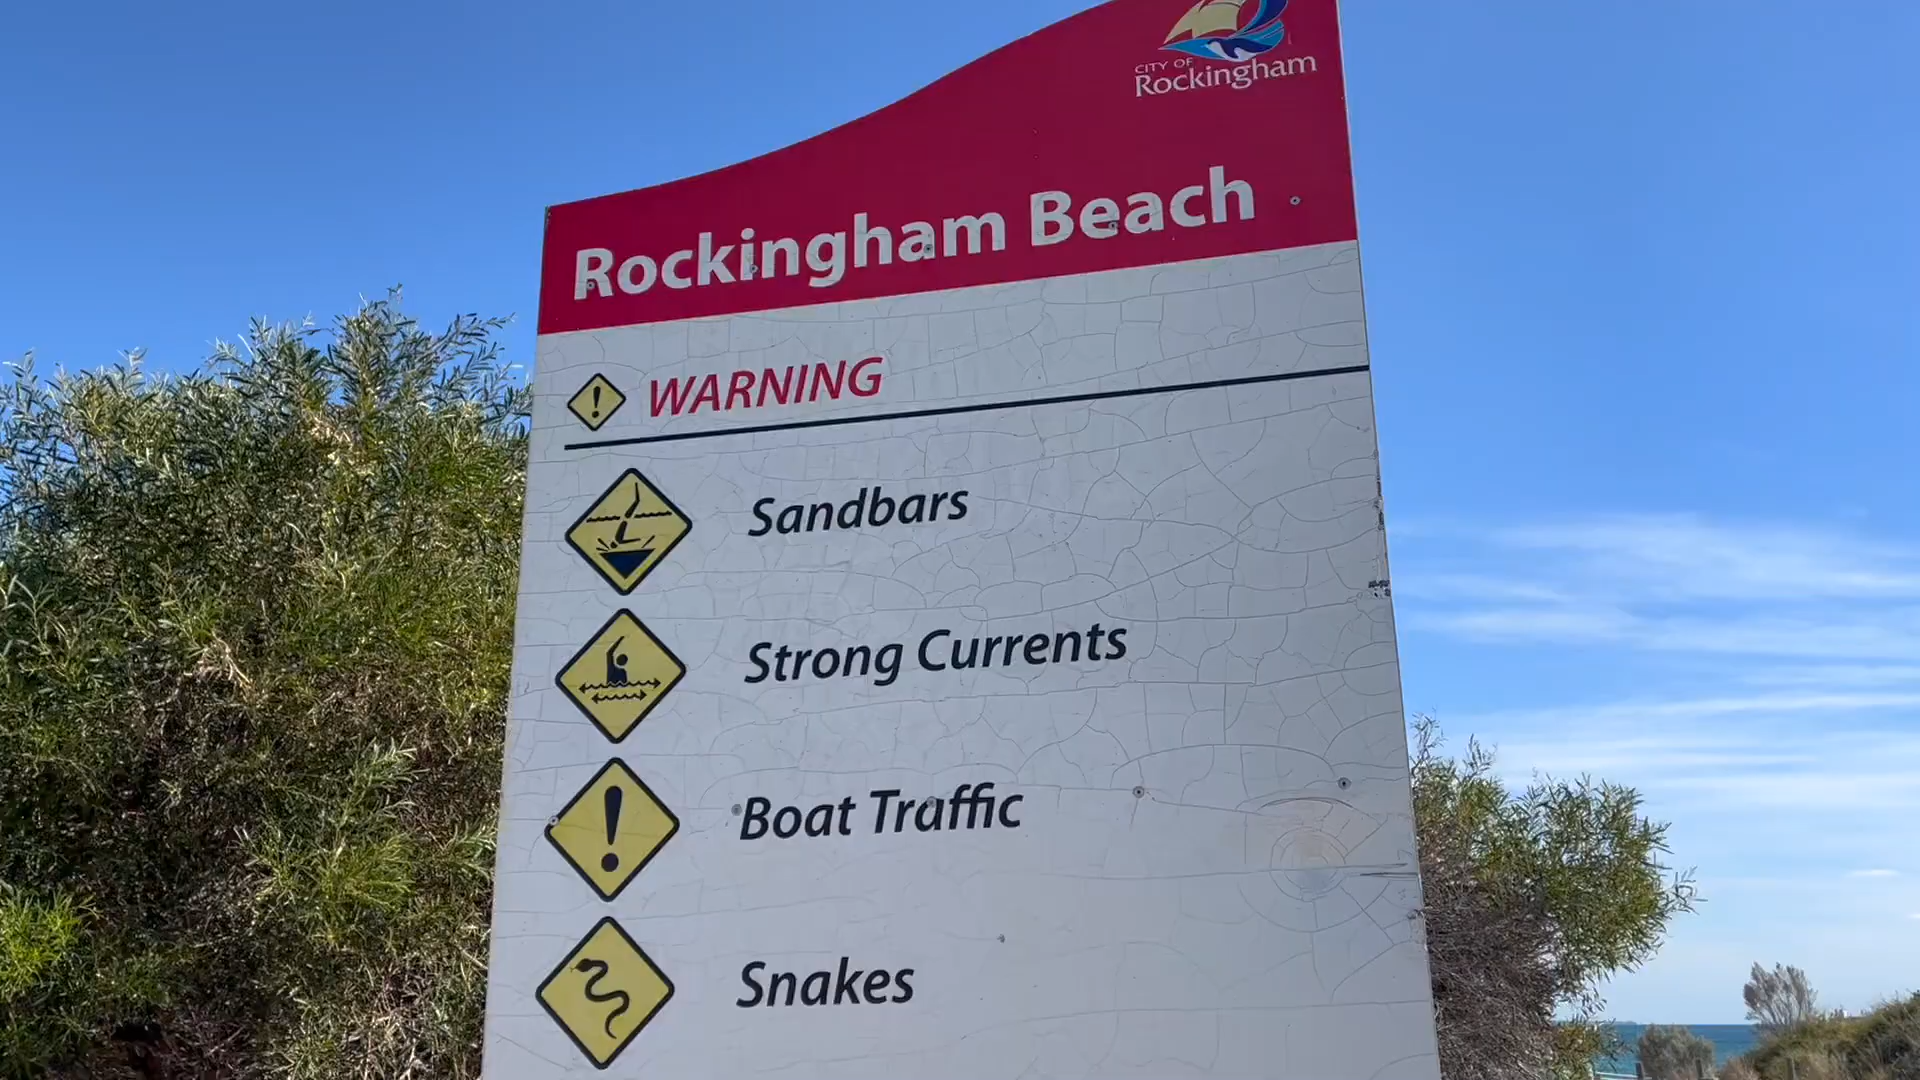 CITY OF
Rockingham
Rockingham Beach
WARNING
Sandbars
Strong Currents
Boat Traffic
Snakes